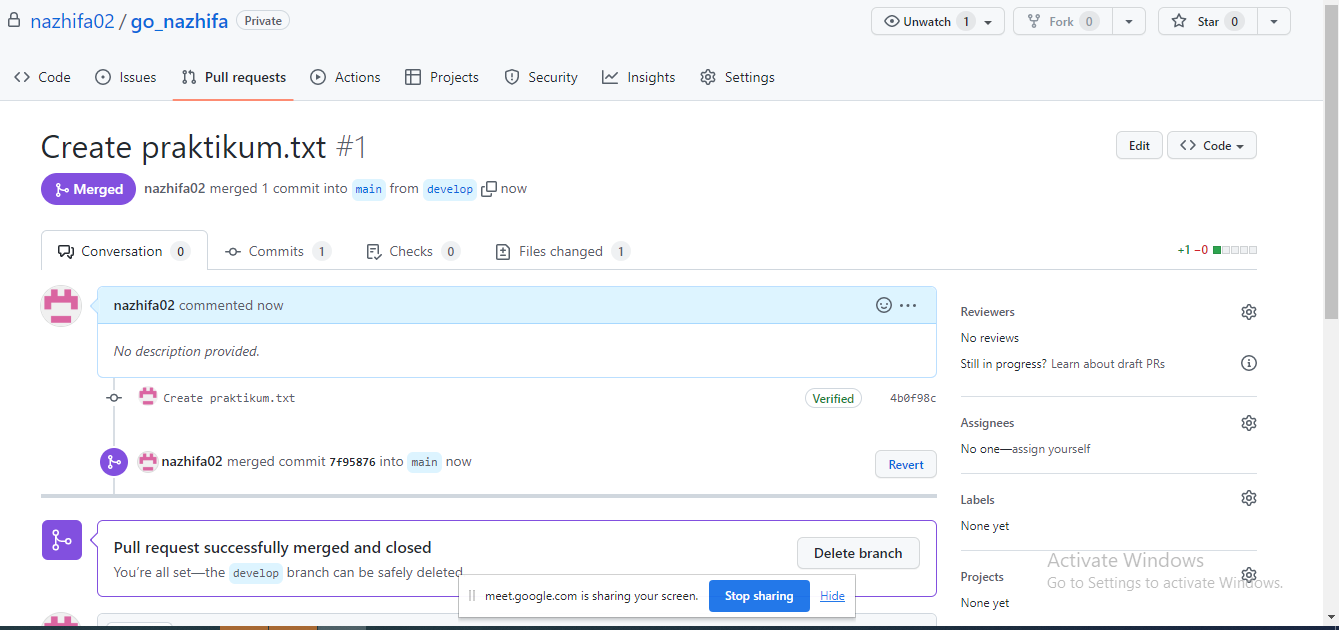 nazhifa02 / go_nazhifa Private Unwatch 1 Fork 0 Star 0
Code Issues Pull requests Actions Projects Security Insights Settings
Create praktikum.txt #1 Edit Code
Merged nazhifa02 merged 1 commit into main from develop now
Conversation 0 Commits 1 Checks 0 Files changed 1 +1 −0
nazhifa02 commented now
No description provided.
Create praktikum.txt Verified 4b0f98c
nazhifa02 merged commit 7f95876 into main now Revert
Pull request successfully merged and closed
You're all set—the develop branch can be safely deleted
Delete branch
Reviewers
No reviews
Still in progress? Learn about draft PRs
Assignees
No one—assign yourself
Labels
None yet
Projects
None yet
Activate Windows
Go to Settings to activate Windows.
meet.google.com is sharing your screen. Stop sharing Hide